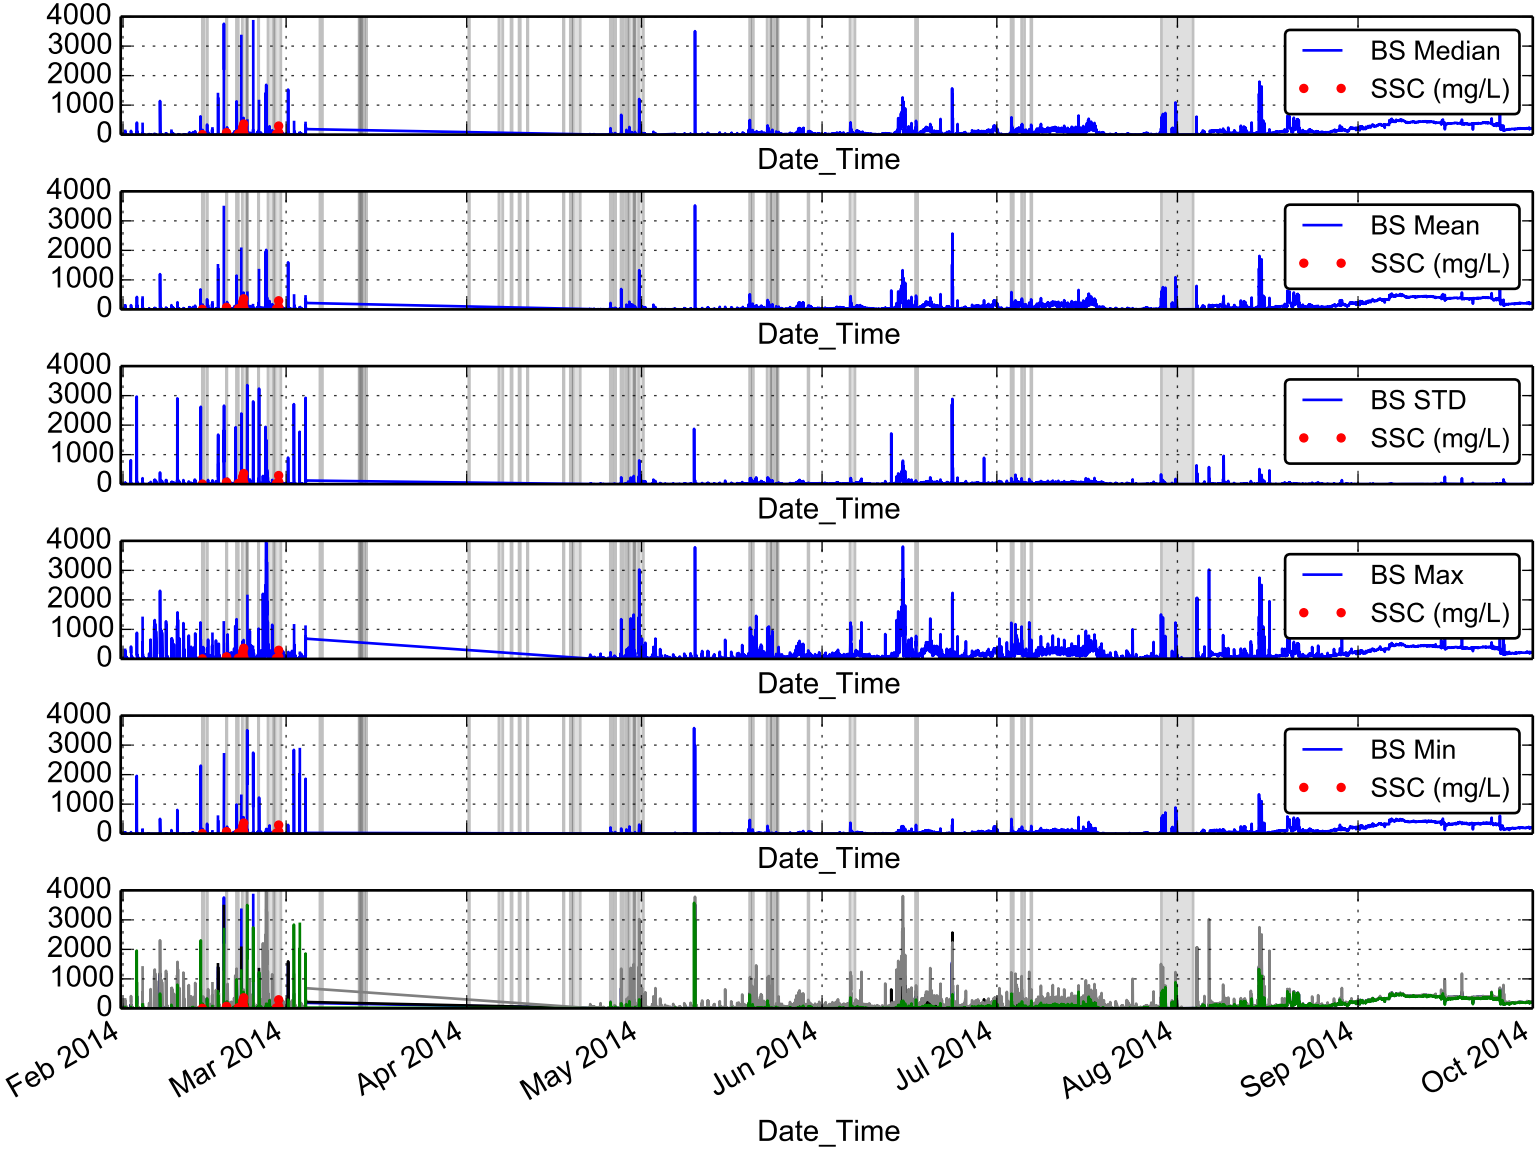 4000
3000
2000
1000
0
BS Median
SSC (mg/L)
Date_Time
4000
3000
2000
1000
0
BS Mean
SSC (mg/L)
Date_Time
4000
3000
2000
1000
0
BS STD
SSC (mg/L)
Date_Time
4000
3000
2000
1000
0
BS Max
SSC (mg/L)
Date_Time
4000
3000
2000
1000
0
BS Min
SSC (mg/L)
Date_Time
4000
3000
2000
1000
0
Feb 2014
Mar 2014
Apr 2014
May 2014
Jun 2014
Jul 2014
Aug 2014
Sep 2014
Oct 2014
Date_Time